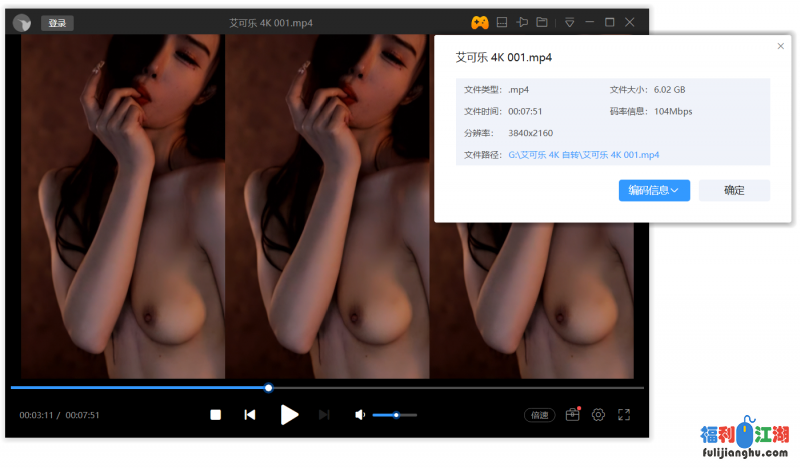 登录
艾可乐 4K 001.mp4
艾可乐 4K 001.mp4
文件类型: .mp4
文件大小: 6.02 GB
文件时间: 00:07:51
码率信息: 104Mbps
分辨率: 3840x2160
文件路径: G:\艾可乐 4K 自转\艾可乐 4K 001.mp4
编码信息
确定
00:03:11 / 00:07:51
倍速
福利江湖
fulijianghu.com